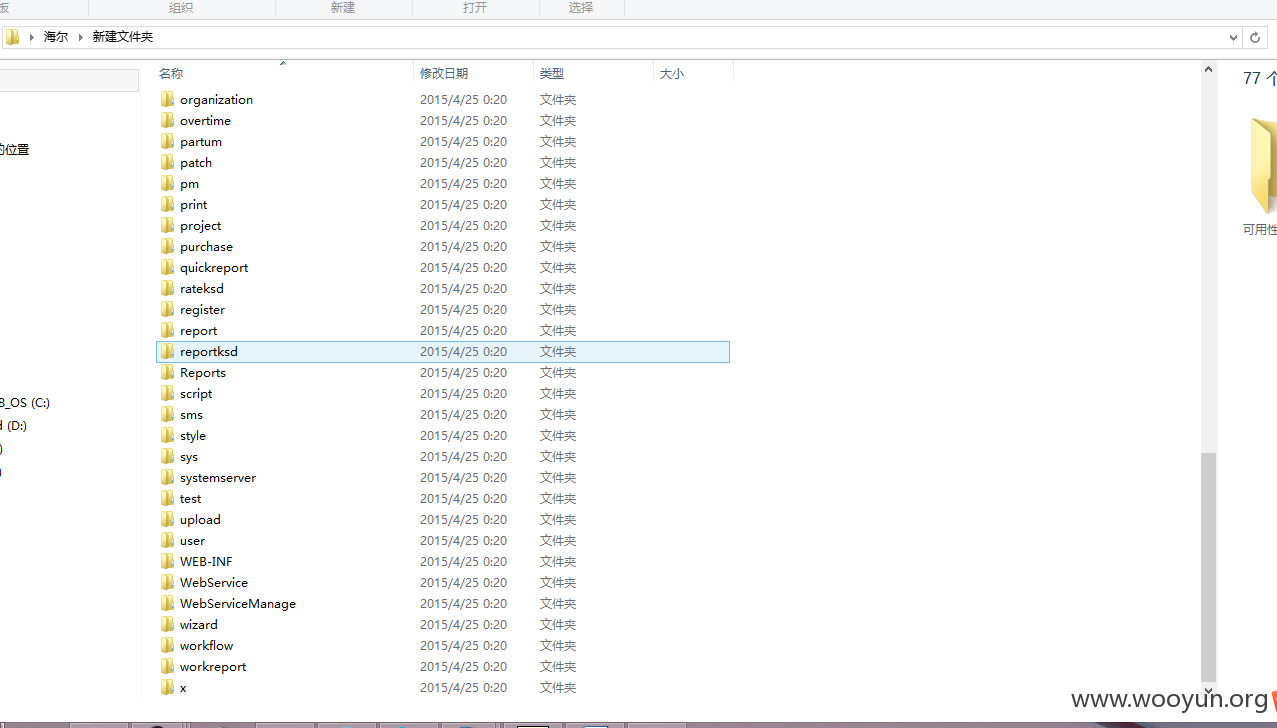 板 组织 新建 打开 选择
海尔 新建文件夹
名称 修改日期 类型 大小
77 个
organization 2015/4/25 0:20 文件夹
overtime 2015/4/25 0:20 文件夹
partum 2015/4/25 0:20 文件夹
的位置
patch 2015/4/25 0:20 文件夹
pm 2015/4/25 0:20 文件夹
print 2015/4/25 0:20 文件夹
project 2015/4/25 0:20 文件夹
可用性
purchase 2015/4/25 0:20 文件夹
quickreport 2015/4/25 0:20 文件夹
rateksd 2015/4/25 0:20 文件夹
register 2015/4/25 0:20 文件夹
report 2015/4/25 0:20 文件夹
reportksd 2015/4/25 0:20 文件夹
Reports 2015/4/25 0:20 文件夹
script 2015/4/25 0:20 文件夹
8_OS (C:)
sms 2015/4/25 0:20 文件夹
d (D:)
style 2015/4/25 0:20 文件夹
)
sys 2015/4/25 0:20 文件夹
)
systemserver 2015/4/25 0:20 文件夹
test 2015/4/25 0:20 文件夹
upload 2015/4/25 0:20 文件夹
user 2015/4/25 0:20 文件夹
WEB-INF 2015/4/25 0:20 文件夹
WebService 2015/4/25 0:20 文件夹
WebServiceManage 2015/4/25 0:20 文件夹
wizard 2015/4/25 0:20 文件夹
workflow 2015/4/25 0:20 文件夹
workreport 2015/4/25 0:20 文件夹
x 2015/4/25 0:20 文件夹
www.wooyun.org